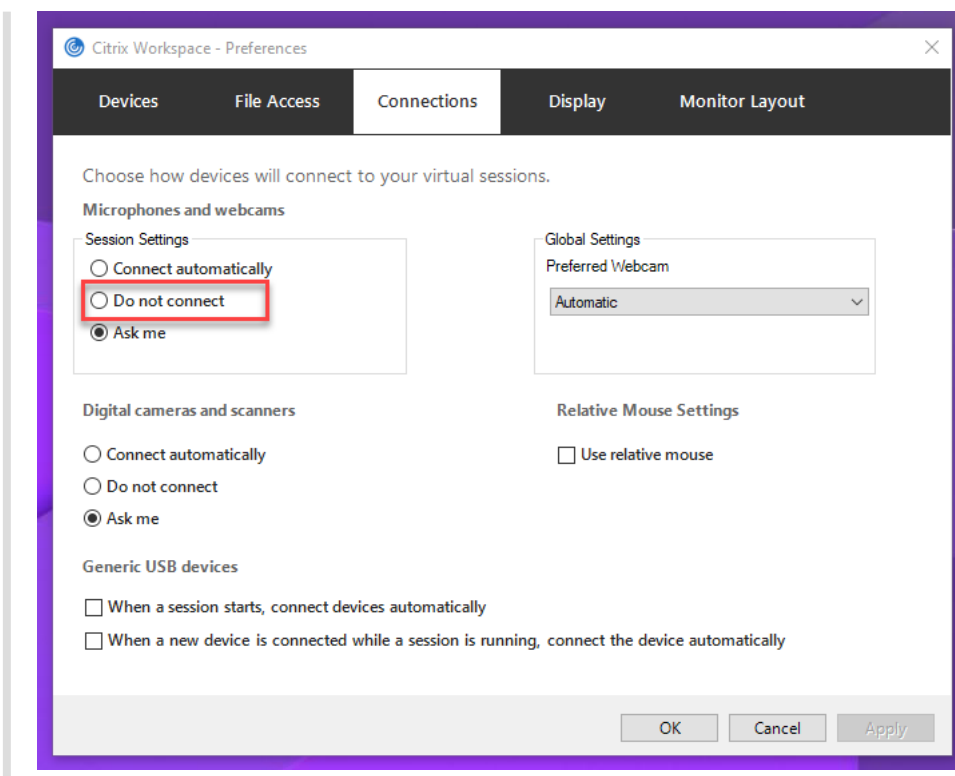 Citrix Workspace - Preferences
Devices File Access Connections Display Monitor Layout
Choose how devices will connect to your virtual sessions.
Microphones and webcams
Session Settings
Connect automatically
Do not connect
Ask me
Global Settings
Preferred Webcam
Automatic
Digital cameras and scanners
Connect automatically
Do not connect
Ask me
Relative Mouse Settings
Use relative mouse
Generic USB devices
When a session starts, connect devices automatically
When a new device is connected while a session is running, connect the device automatically
OK Cancel Apply